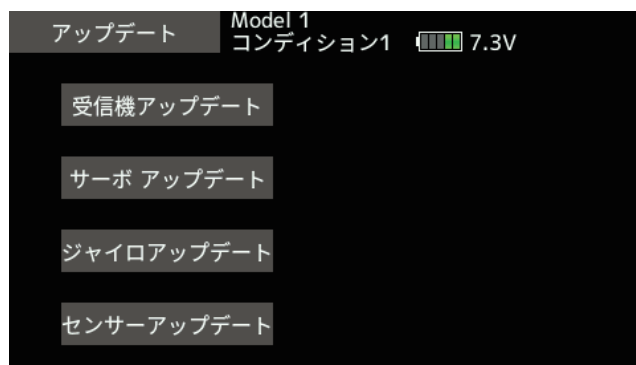 アップデート
Model 1
コンディション1 7.3V
受信機アップデート
サーボ アップデート
ジャイロアップデート
センサーアップデート